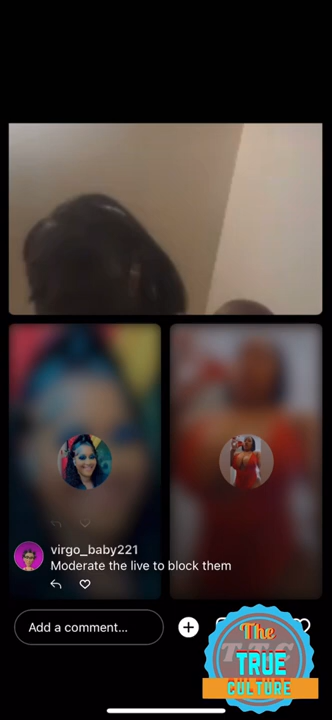 virgo_baby221
Moderate the live to block them
Add a comment...
The
TRUE
CULTURE